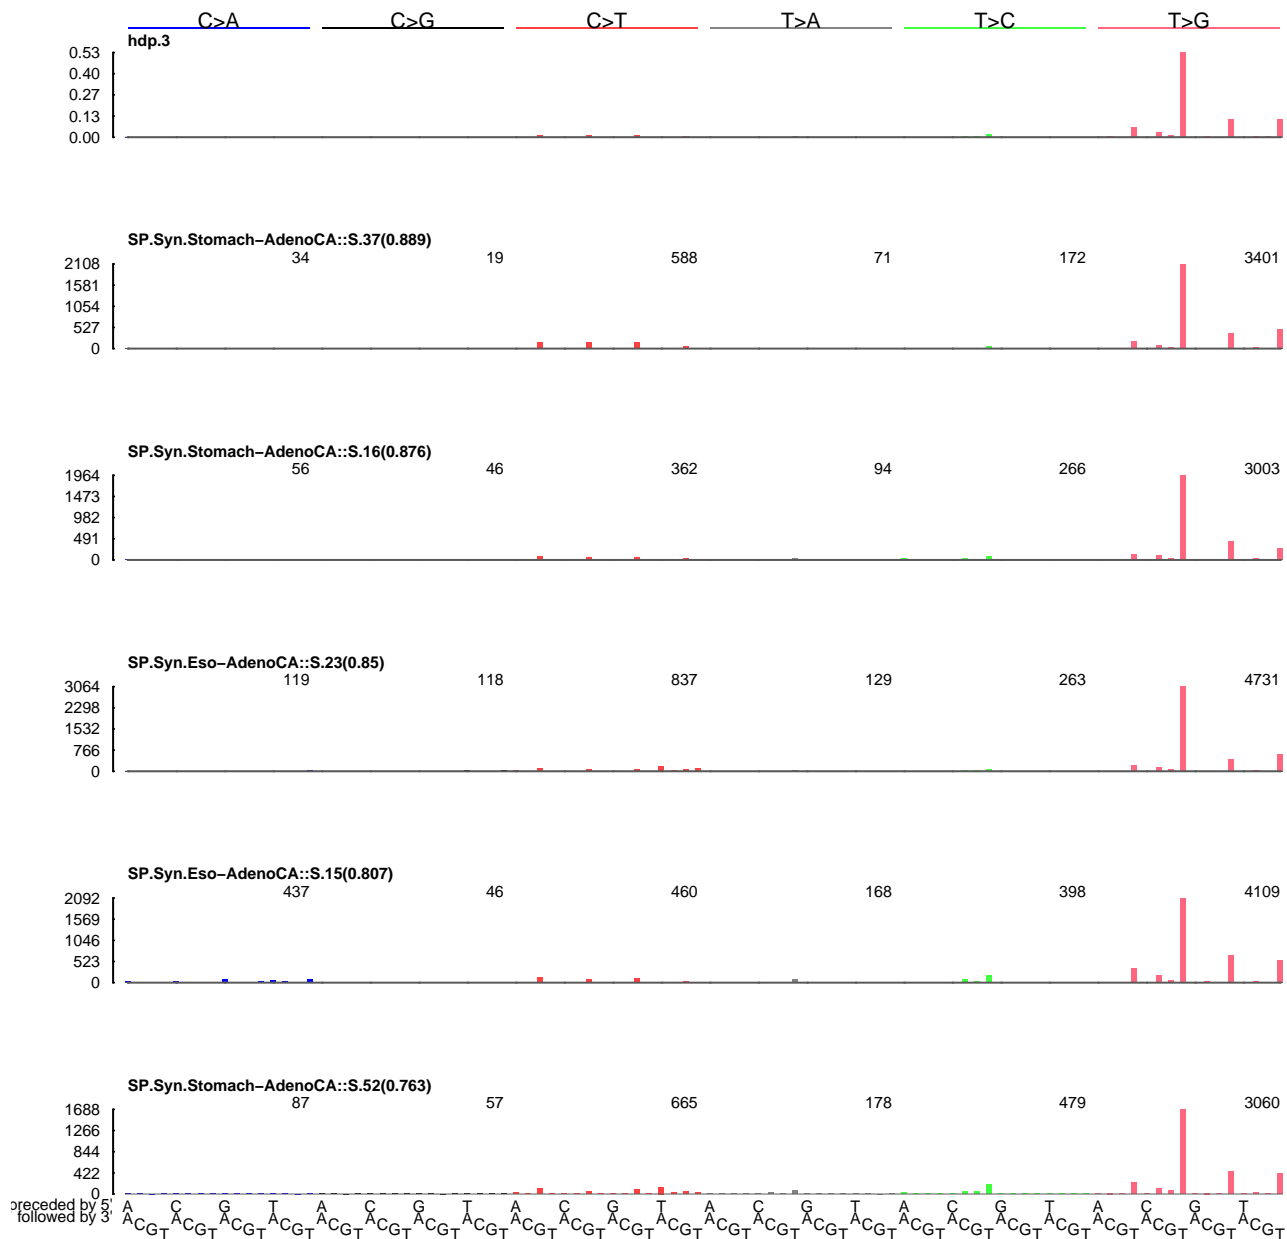 C>A C>G C>T T>A T>C T>G
hdp.3
0.53
0.40
0.27
0.13
0.00
SP.Syn.Stomach−AdenoCA::S.37(0.889)
34 19 588 71 172 3401
2108
1581
1054
527
0
SP.Syn.Stomach−AdenoCA::S.16(0.876)
56 46 362 94 266 3003
1964
1473
982
491
0
SP.Syn.Eso−AdenoCA::S.23(0.85)
119 118 837 129 263 4731
3064
2298
1532
766
0
SP.Syn.Eso−AdenoCA::S.15(0.807)
437 46 460 168 398 4109
2092
1569
1046
523
0
SP.Syn.Stomach−AdenoCA::S.52(0.763)
87 57 665 178 479 3060
1688
1266
844
422
0
preceded by 5' A C G T A C G T A C G T A C G T A C G T A C G T
followed by 3' A C G T A C G T A C G T A C G T A C G T A C G T A C G T A C G T A C G T A C G T A C G T A C G T A C G T A C G T A C G T A C G T A C G T A C G T A C G T A C G T A C G T A C G T A C G T A C G T